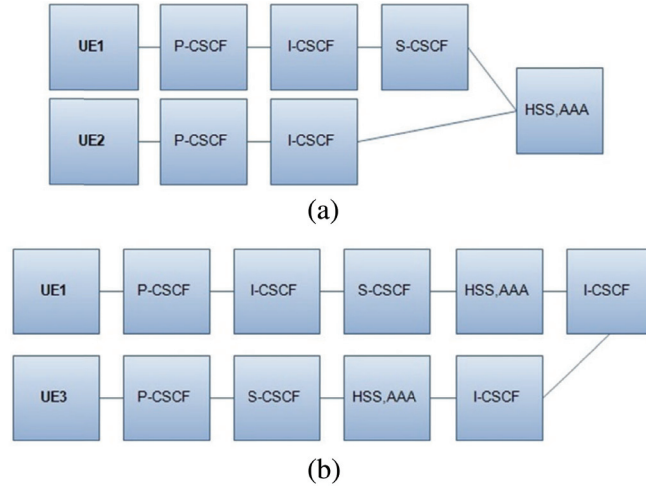 UE1 P-CSCF I-CSCF S-CSCF
HSS,AAA
UE2 P-CSCF I-CSCF
(a)
UE1 P-CSCF I-CSCF S-CSCF HSS,AAA I-CSCF
UE3 P-CSCF S-CSCF HSS,AAA I-CSCF
(b)